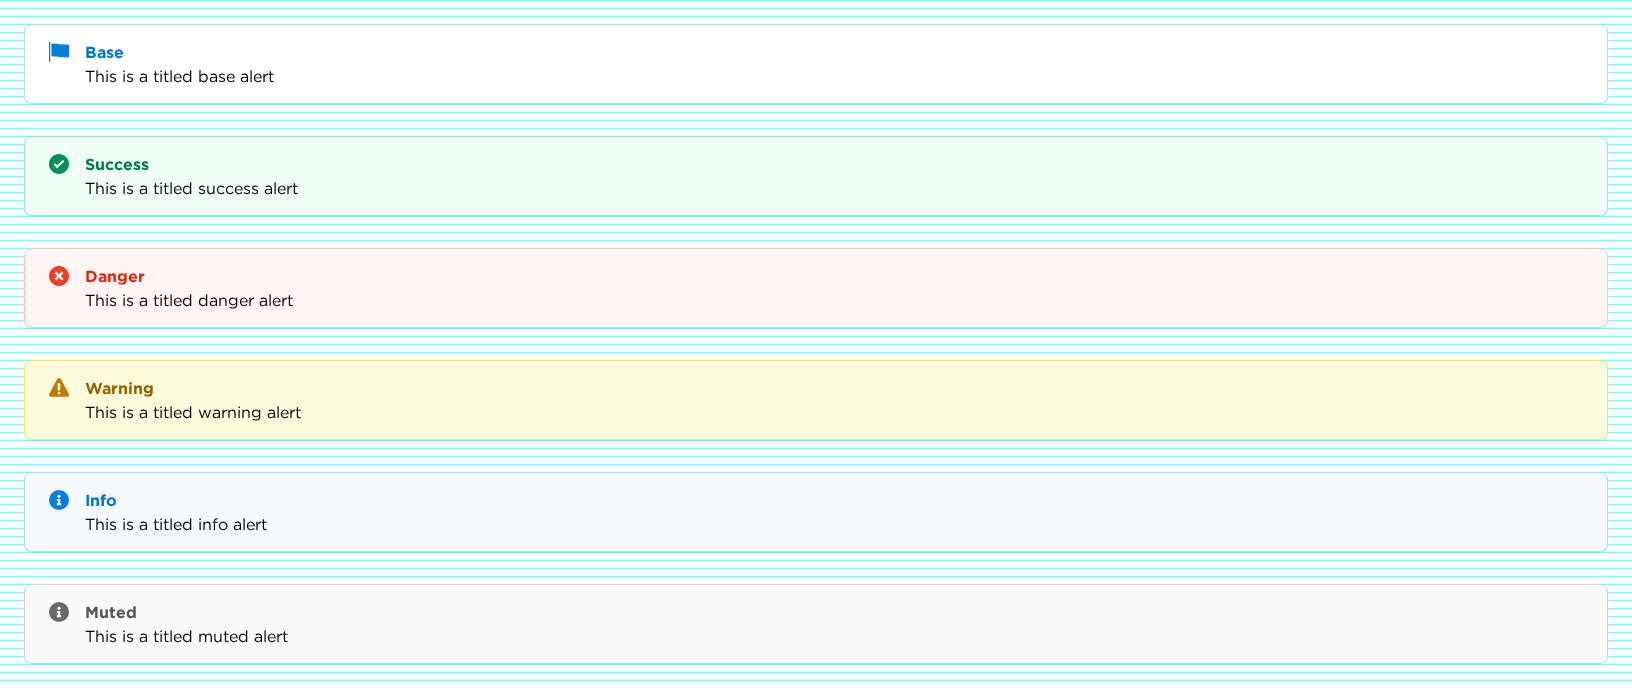 Base
This is a titled base alert
Success
This is a titled success alert
Danger
This is a titled danger alert
Warning
This is a titled warning alert
Info
This is a titled info alert
Muted
This is a titled muted alert